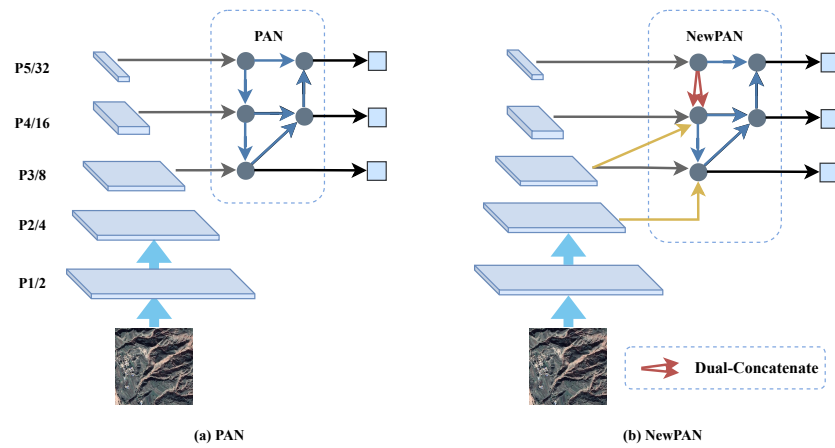 PAN
NewPAN
P5/32
P4/16
P3/8
P2/4
P1/2
Dual-Concatenate
(a) PAN
(b) NewPAN